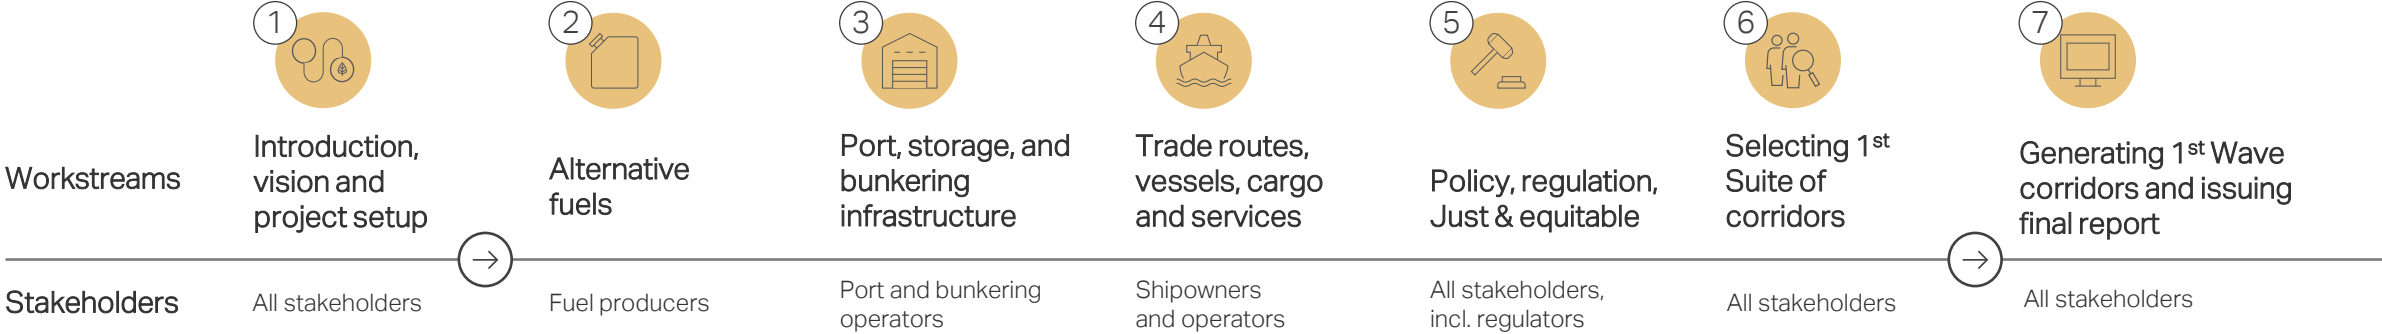 1
2
3
4
5
6
7
Workstreams
Introduction,
vision and
project setup
Alternative
fuels
Port, storage, and
bunkering
infrastructure
Trade routes,
vessels, cargo
and services
Policy, regulation,
Just & equitable
Selecting 1st
Suite of
corridors
Generating 1st Wave
corridors and issuing
final report
Stakeholders
All stakeholders
Fuel producers
Port and bunkering
operators
Shipowners
and operators
All stakeholders,
incl. regulators
All stakeholders
All stakeholders